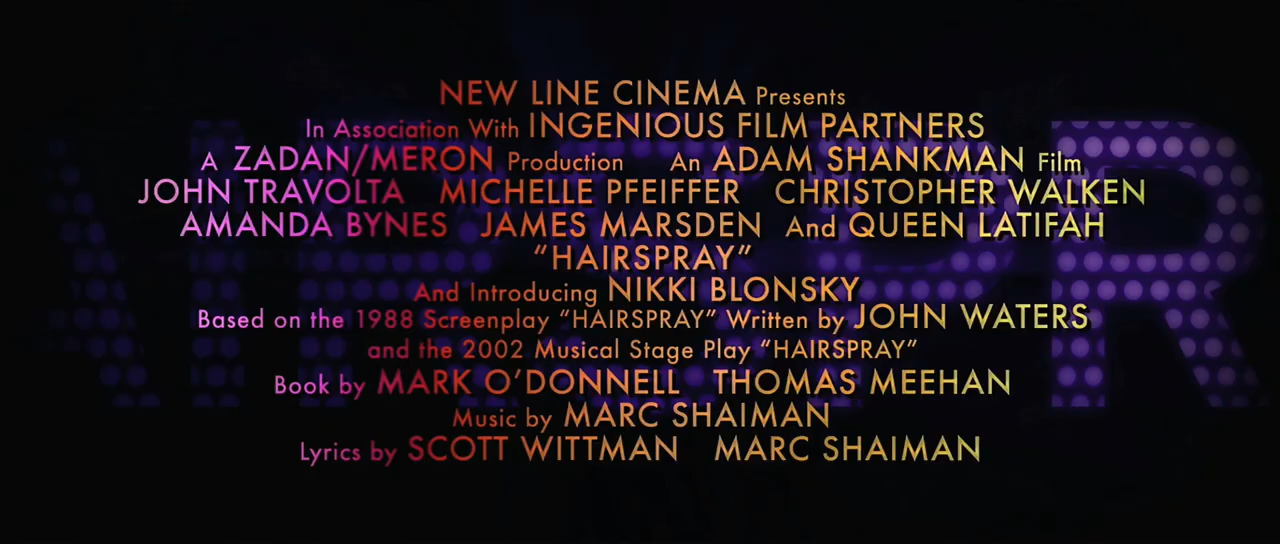 NEW LINE CINEMA Presents
In Association With INGENIOUS FILM PARTNERS
A ZADAN/MERON Production An ADAM SHANKMAN Film
JOHN TRAVOLTA MICHELLE PFEIFFER CHRISTOPHER WALKEN
AMANDA BYNES JAMES MARSDEN And QUEEN LATIFAH
“HAIRSPRAY”
And Introducing NIKKI BLONSKY
Based on the 1988 Screenplay “HAIRSPRAY” Written by JOHN WATERS
and the 2002 Musical Stage Play “HAIRSPRAY”
Book by MARK O’DONNELL THOMAS MEEHAN
Music by MARC SHAIMAN
Lyrics by SCOTT WITTMAN MARC SHAIMAN